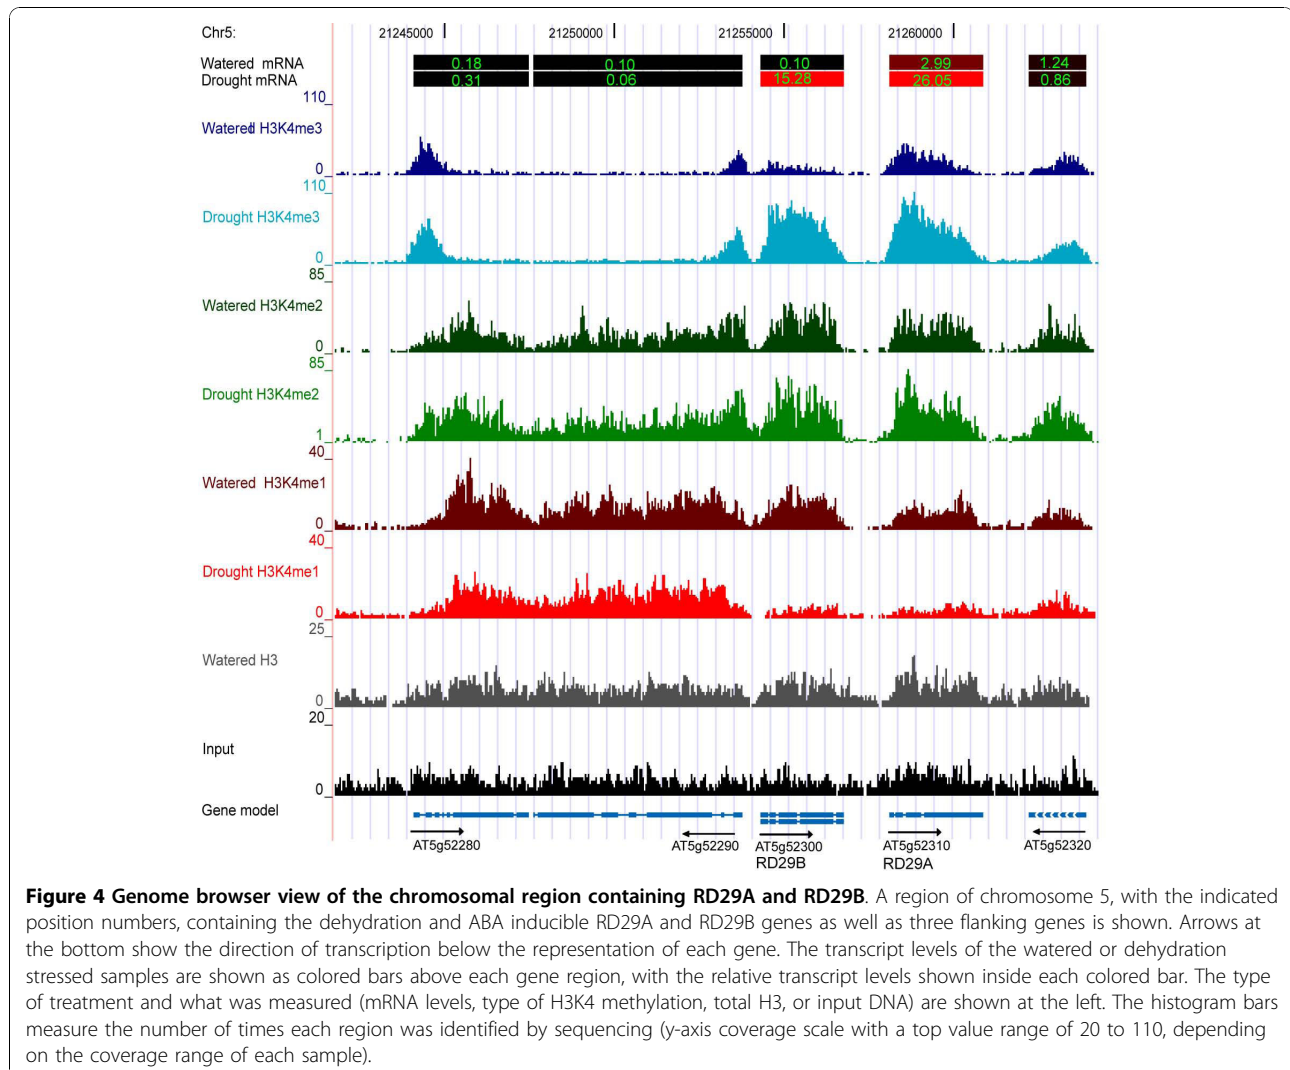 Chr5: 21245000 21250000 21255000 21260000
Watered mRNA 0.18 0.10 0.10 2.99 1.24
Drought mRNA 0.31 0.06 15.28 26.05 0.86
110
Watered H3K4me3
0
110
Drought H3K4me3
0
85
Watered H3K4me2
0
85
Drought H3K4me2
1
40
Watered H3K4me1
0
40
Drought H3K4me1
0
25
Watered H3
0
20
Input
0
Gene model
AT5g52280 AT5g52290 AT5g52300 AT5g52310 AT5g52320
RD29B RD29A
Figure 4 Genome browser view of the chromosomal region containing RD29A and RD29B. A region of chromosome 5, with the indicated
position numbers, containing the dehydration and ABA inducible RD29A and RD29B genes as well as three flanking genes is shown. Arrows at
the bottom show the direction of transcription below the representation of each gene. The transcript levels of the watered or dehydration
stressed samples are shown as colored bars above each gene region, with the relative transcript levels shown inside each colored bar. The type
of treatment and what was measured (mRNA levels, type of H3K4 methylation, total H3, or input DNA) are shown at the left. The histogram bars
measure the number of times each region was identified by sequencing (y-axis coverage scale with a top value range of 20 to 110, depending
on the coverage range of each sample).